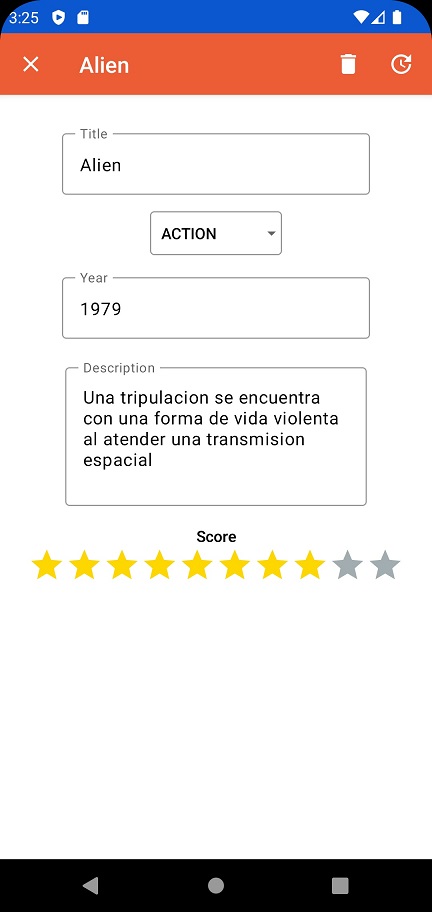 3:25
Alien
Title
Alien
ACTION
Year
1979
Description
Una tripulacion se encuentra
con una forma de vida violenta
al atender una transmision
espacial
Score